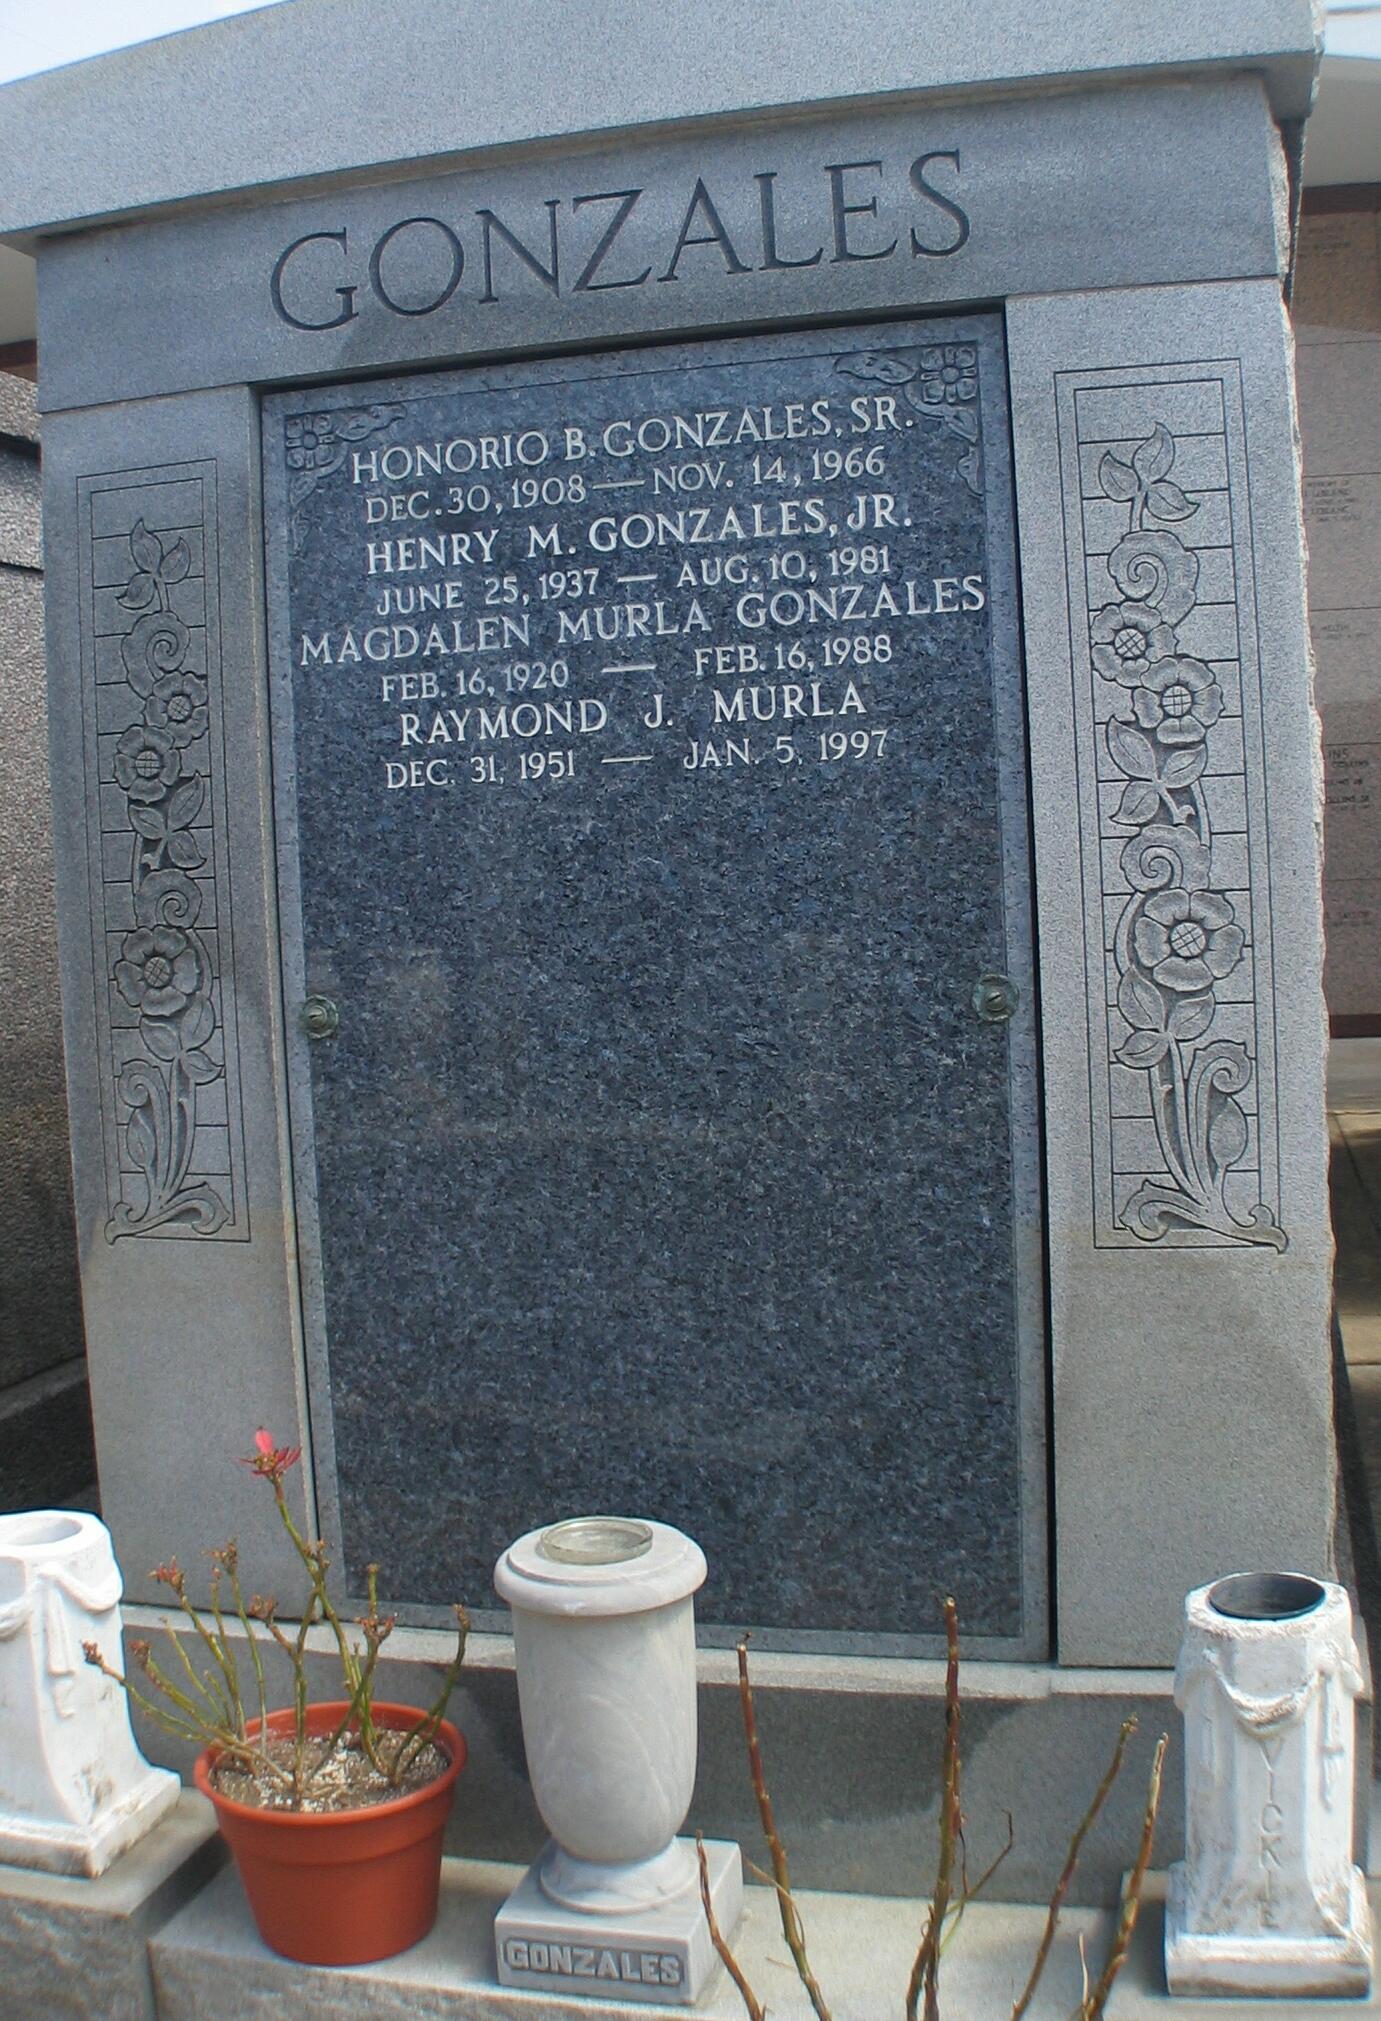 GONZALES
HONORIO B. GONZALES, SR.
DEC. 30, 1908 — NOV. 14, 1966
HENRY M. GONZALES, JR.
JUNE 25, 1937 — AUG. 10, 1981
MAGDALEN MURLA GONZALES
FEB. 16, 1920 — FEB. 16, 1988
RAYMOND J. MURLA
DEC. 31, 1951 — JAN. 5, 1997
GONZALES
VICKIE